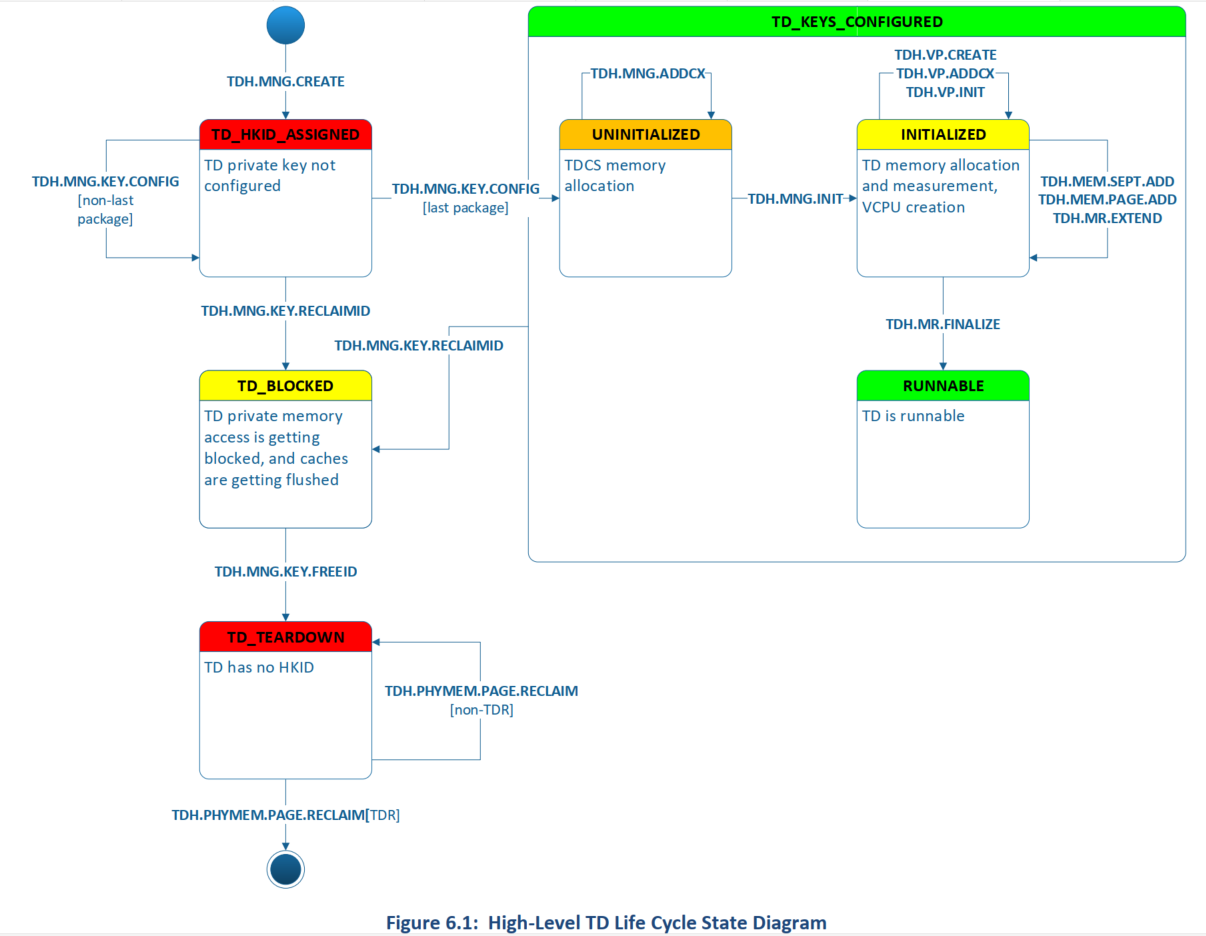 TD_KEYS_CONFIGURED
TDH.MNG.CREATE
TDH.MNG.ADDCX
TDH.VP.CREATE
TDH.VP.ADDCX
TDH.VP.INIT
TD_HKID_ASSIGNED
TD private key not
configured
TDH.MNG.KEY.CONFIG
[non-last
package]
TDH.MNG.KEY.CONFIG
[last package]
UNINITIALIZED
TDCS memory
allocation
TDH.MNG.INIT
INITIALIZED
TD memory allocation
and measurement,
VCPU creation
TDH.MEM.SEPT.ADD
TDH.MEM.PAGE.ADD
TDH.MR.EXTEND
TDH.MNG.KEY.RECLAIMID
TDH.MNG.KEY.RECLAIMID
TDH.MR.FINALIZE
TD_BLOCKED
TD private memory
access is getting
blocked, and caches
are getting flushed
RUNNABLE
TD is runnable
TDH.MNG.KEY.FREEID
TD_TEARDOWN
TD has no HKID
TDH.PHYMEM.PAGE.RECLAIM
[non-TDR]
TDH.PHYMEM.PAGE.RECLAIM[TDR]
Figure 6.1: High-Level TD Life Cycle State Diagram